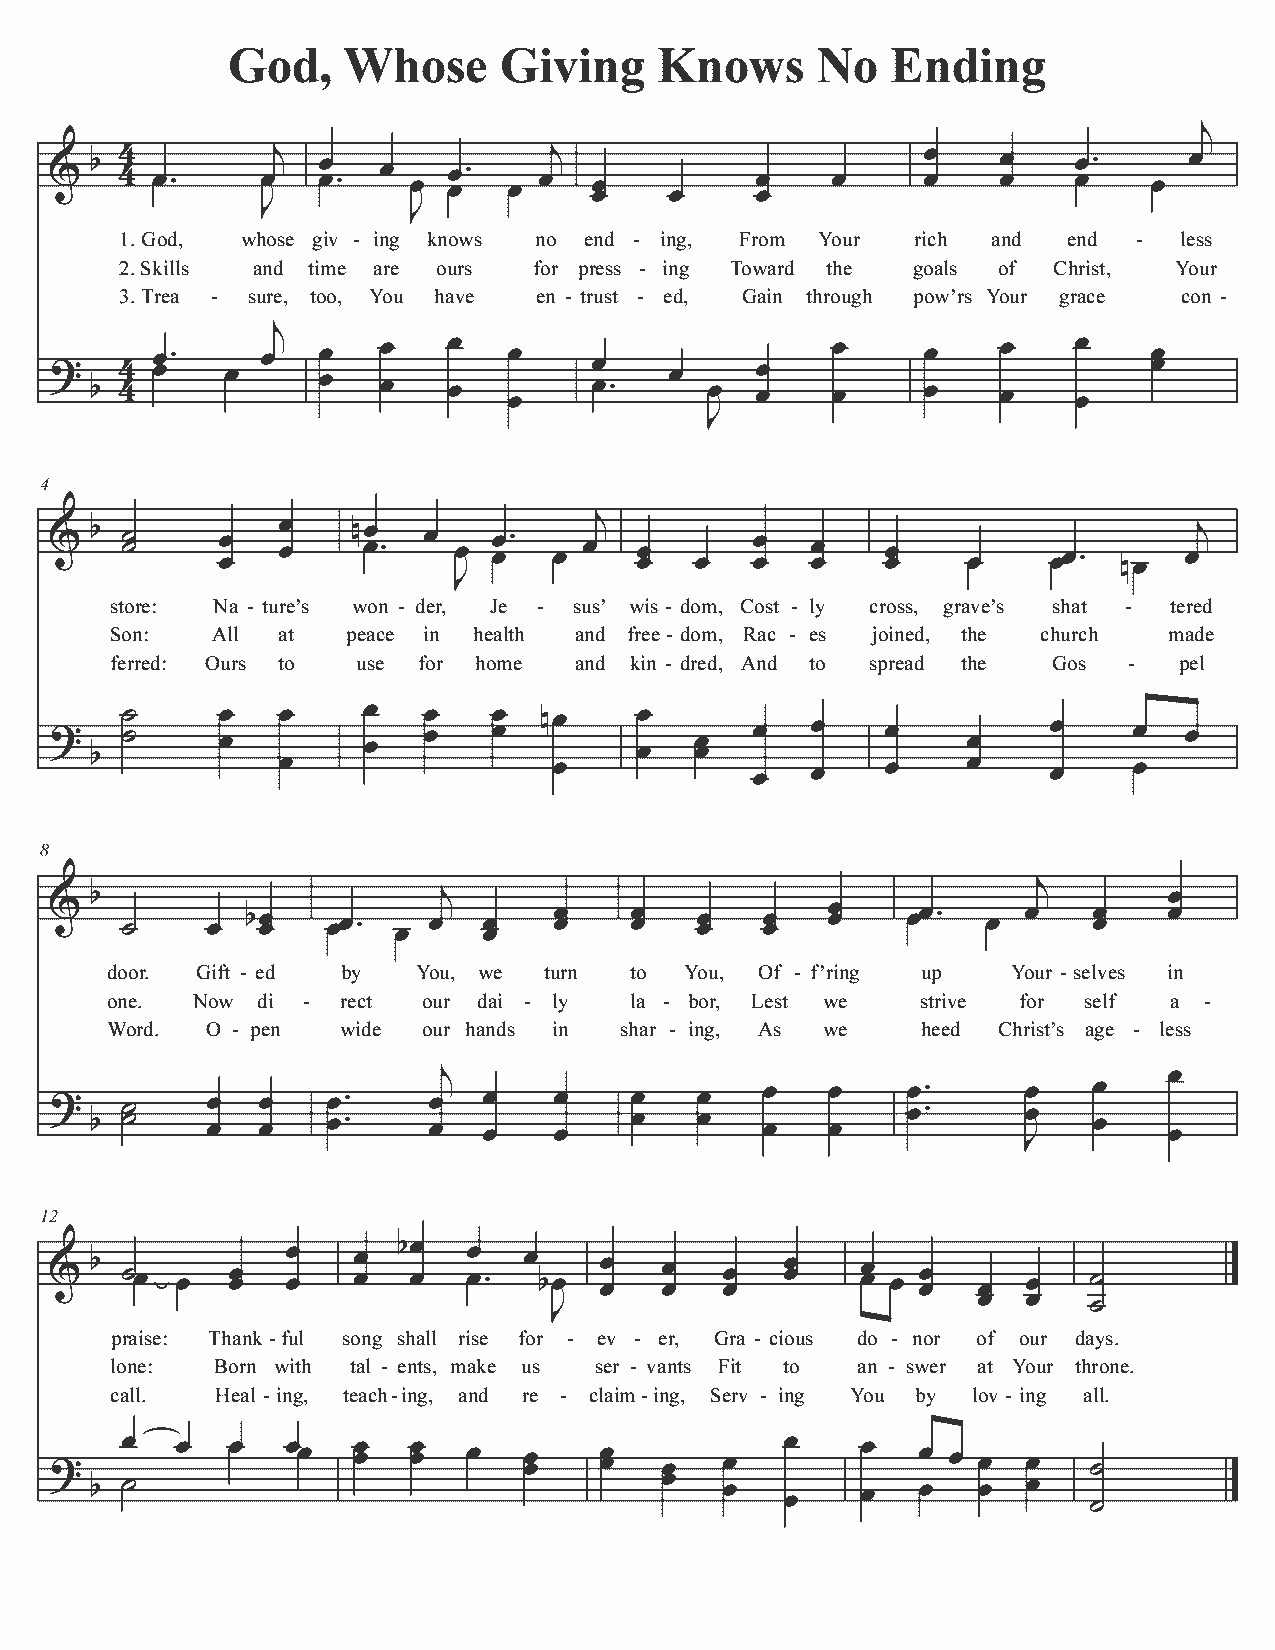 God, Whose Giving Knows No Ending
1. God, whose giv - ing knows no end - ing, From Your rich and end - less
2. Skills and time are ours for press - ing Toward the goals of Christ, Your
3. Trea - sure, too, You have en - trust - ed, Gain through pow’rs Your grace con -
4
store: Na - ture’s won - der, Je - sus’ wis - dom, Cost - ly cross, grave’s shat - tered
Son: All at peace in health and free - dom, Rac - es joined, the church made
ferred: Ours to use for home and kin - dred, And to spread the Gos - pel
8
door. Gift - ed by You, we turn to You, Of - f’ring up Your - selves in
one. Now di - rect our dai - ly la - bor, Lest we strive for self a -
Word. O - pen wide our hands in shar - ing, As we heed Christ’s age - less
12
praise: Thank - ful song shall rise for - ev - er, Gra - cious do - nor of our days.
lone: Born with tal - ents, make us ser - vants Fit to an - swer at Your throne.
call. Heal - ing, teach - ing, and re - claim - ing, Serv - ing You by lov - ing all.